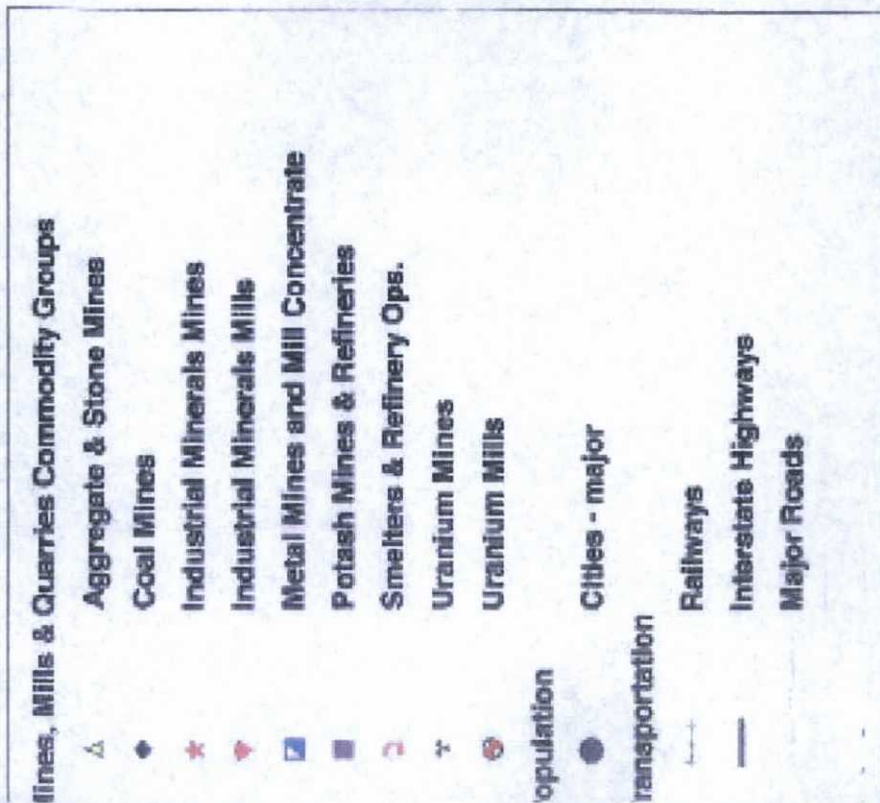 Mines, Mills & Quarries Commodity Groups
Aggregate & Stone Mines
Coal Mines
Industrial Minerals Mines
Industrial Minerals Mills
Metal Mines and Mill Concentrate
Potash Mines & Refineries
Smelters & Refinery Ops.
Uranium Mines
Uranium Mills
Population
Cities - major
Transportation
Railways
Interstate Highways
Major Roads